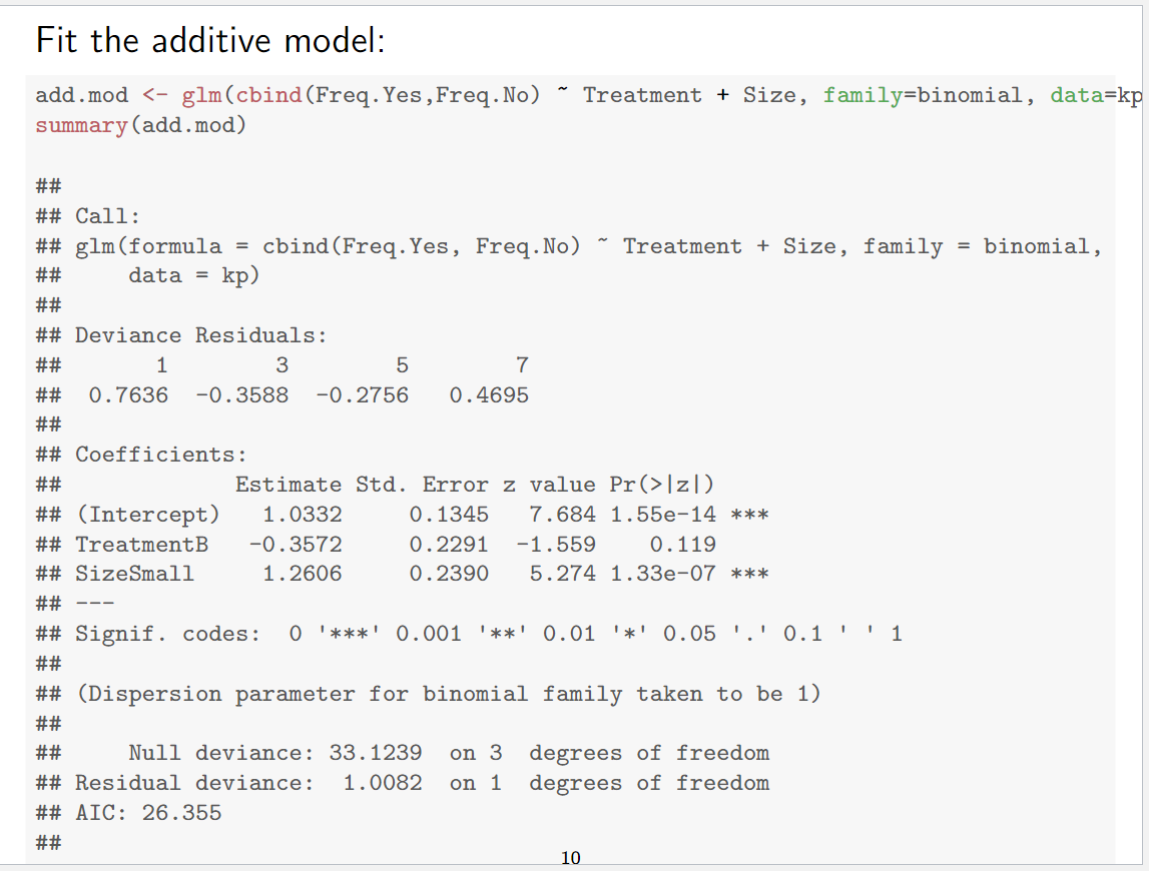 Fit the additive model:
add.mod <- glm(cbind(Freq.Yes,Freq.No) ~ Treatment + Size, family=binomial, data=kp
summary(add.mod)
##
## Call:
## glm(formula = cbind(Freq.Yes, Freq.No) ~ Treatment + Size, family = binomial,
##     data = kp)
##
## Deviance Residuals:
##       1        3        5        7
##  0.7636  -0.3588  -0.2756   0.4695
##
## Coefficients:
##             Estimate Std. Error z value Pr(>|z|)
## (Intercept)   1.0332     0.1345   7.684 1.55e-14 ***
## TreatmentB   -0.3572     0.2291  -1.559    0.119
## SizeSmall     1.2606     0.2390   5.274 1.33e-07 ***
## ---
## Signif. codes:  0 '***' 0.001 '**' 0.01 '*' 0.05 '.' 0.1 ' ' 1
##
## (Dispersion parameter for binomial family taken to be 1)
##
##     Null deviance: 33.1239  on 3  degrees of freedom
## Residual deviance:  1.0082  on 1  degrees of freedom
## AIC: 26.355
##
10